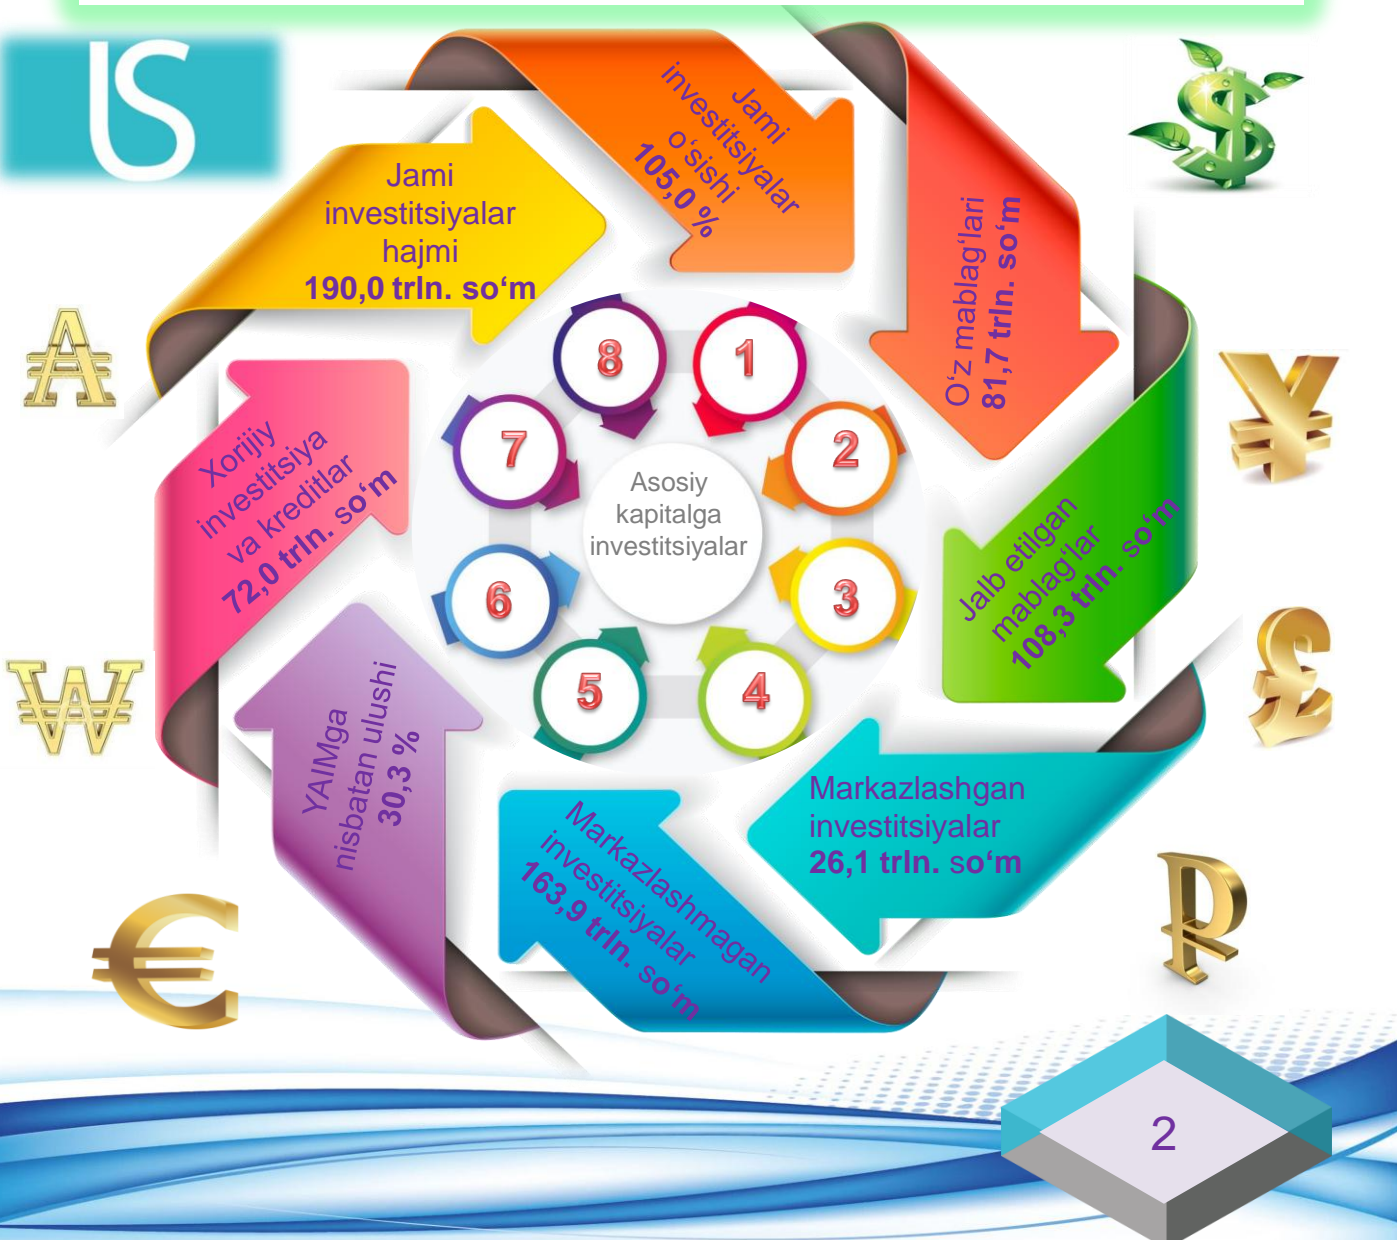 Jami
investitsiyalar
hajmi
190,0 trln. so‘m
Jami
investitsiyalar
o‘sishi
105,0 %
O‘z mablag‘lari
81,7 trln. so‘m
Jalb etilgan
mablag‘lar
108,3 trln. so‘m
Markazlashgan
investitsiyalar
26,1 trln. so‘m
Markazlashmagan
investitsiyalar
163,9 trln. so‘m
YAIMga
nisbatan ulushi
30,3 %
Xorijiy
investitsiya
va kreditlar
72,0 trln. so‘m
8
1
7
2
6
3
5
4
Asosiy
kapitalga
investitsiyalar
2